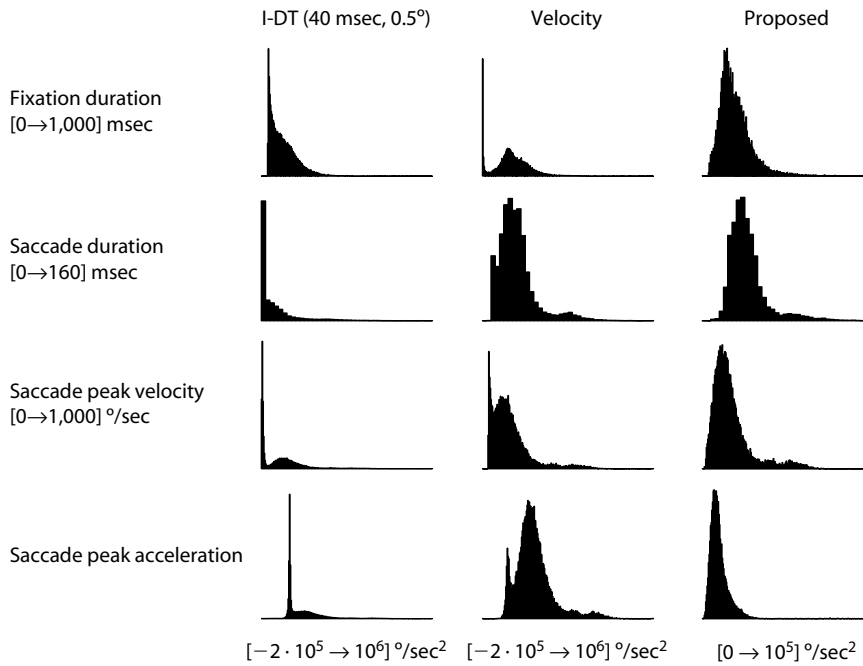 I-DT (40 msec, 0.5º) Velocity Proposed
Fixation duration
[0→1,000] msec
Saccade duration
[0→160] msec
Saccade peak velocity
[0→1,000] º/sec
Saccade peak acceleration
[−2 · 10⁵ → 10⁶] º/sec² [−2 · 10⁵ → 10⁶] º/sec² [0 → 10⁵] º/sec²